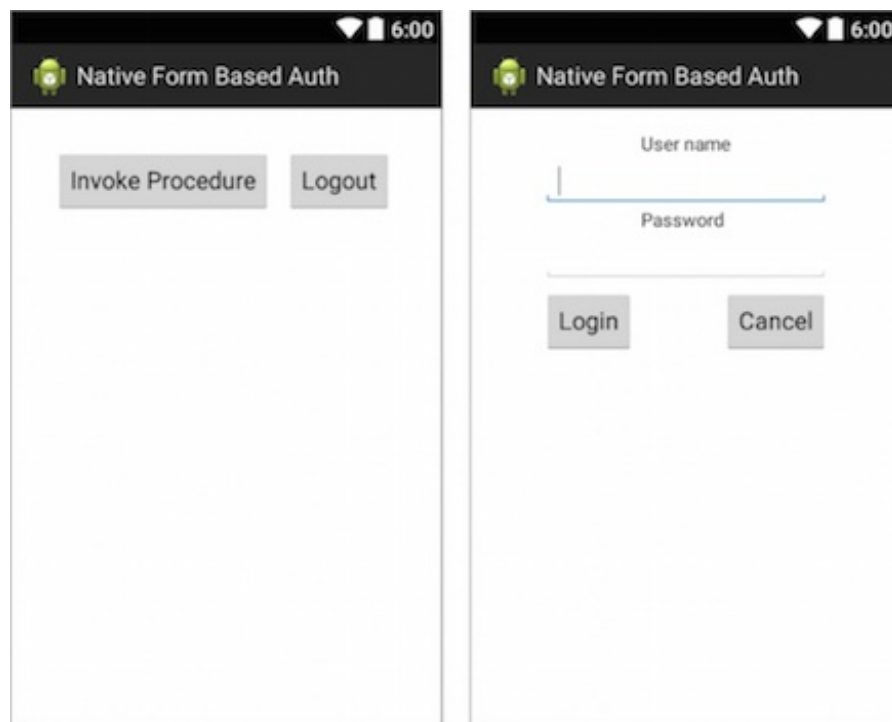 6:00
Native Form Based Auth
Invoke Procedure
Logout
6:00
Native Form Based Auth
User name
Password
Login
Cancel